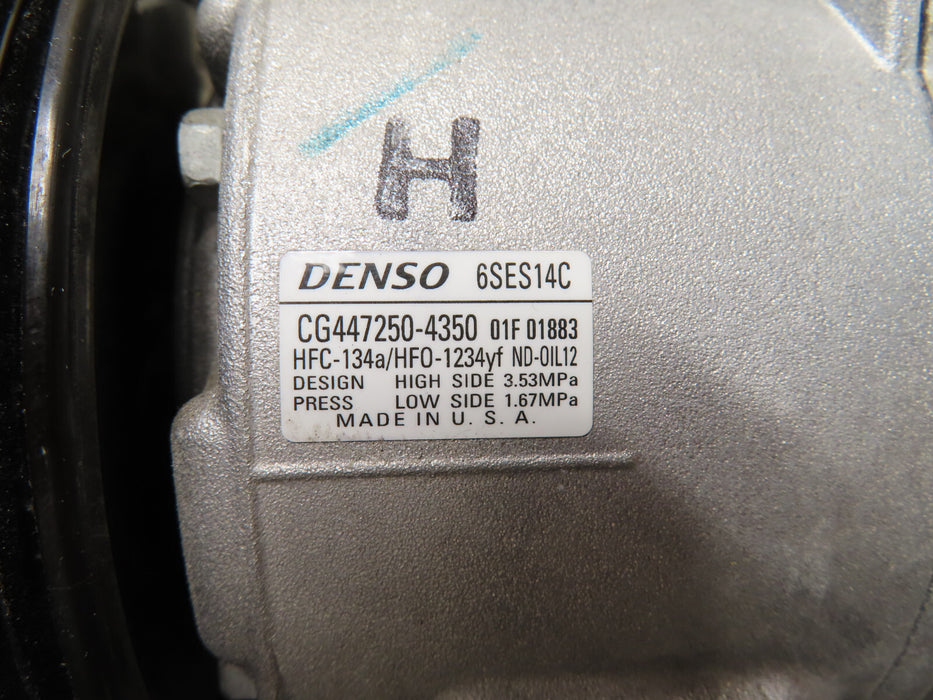 H
DENSO 6SES14C
CG447250-4350 01F 01883
HFC-134a/HFO-1234yf ND-OIL12
DESIGN HIGH SIDE 3.53MPa
PRESS LOW SIDE 1.67MPa
MADE IN U. S. A.